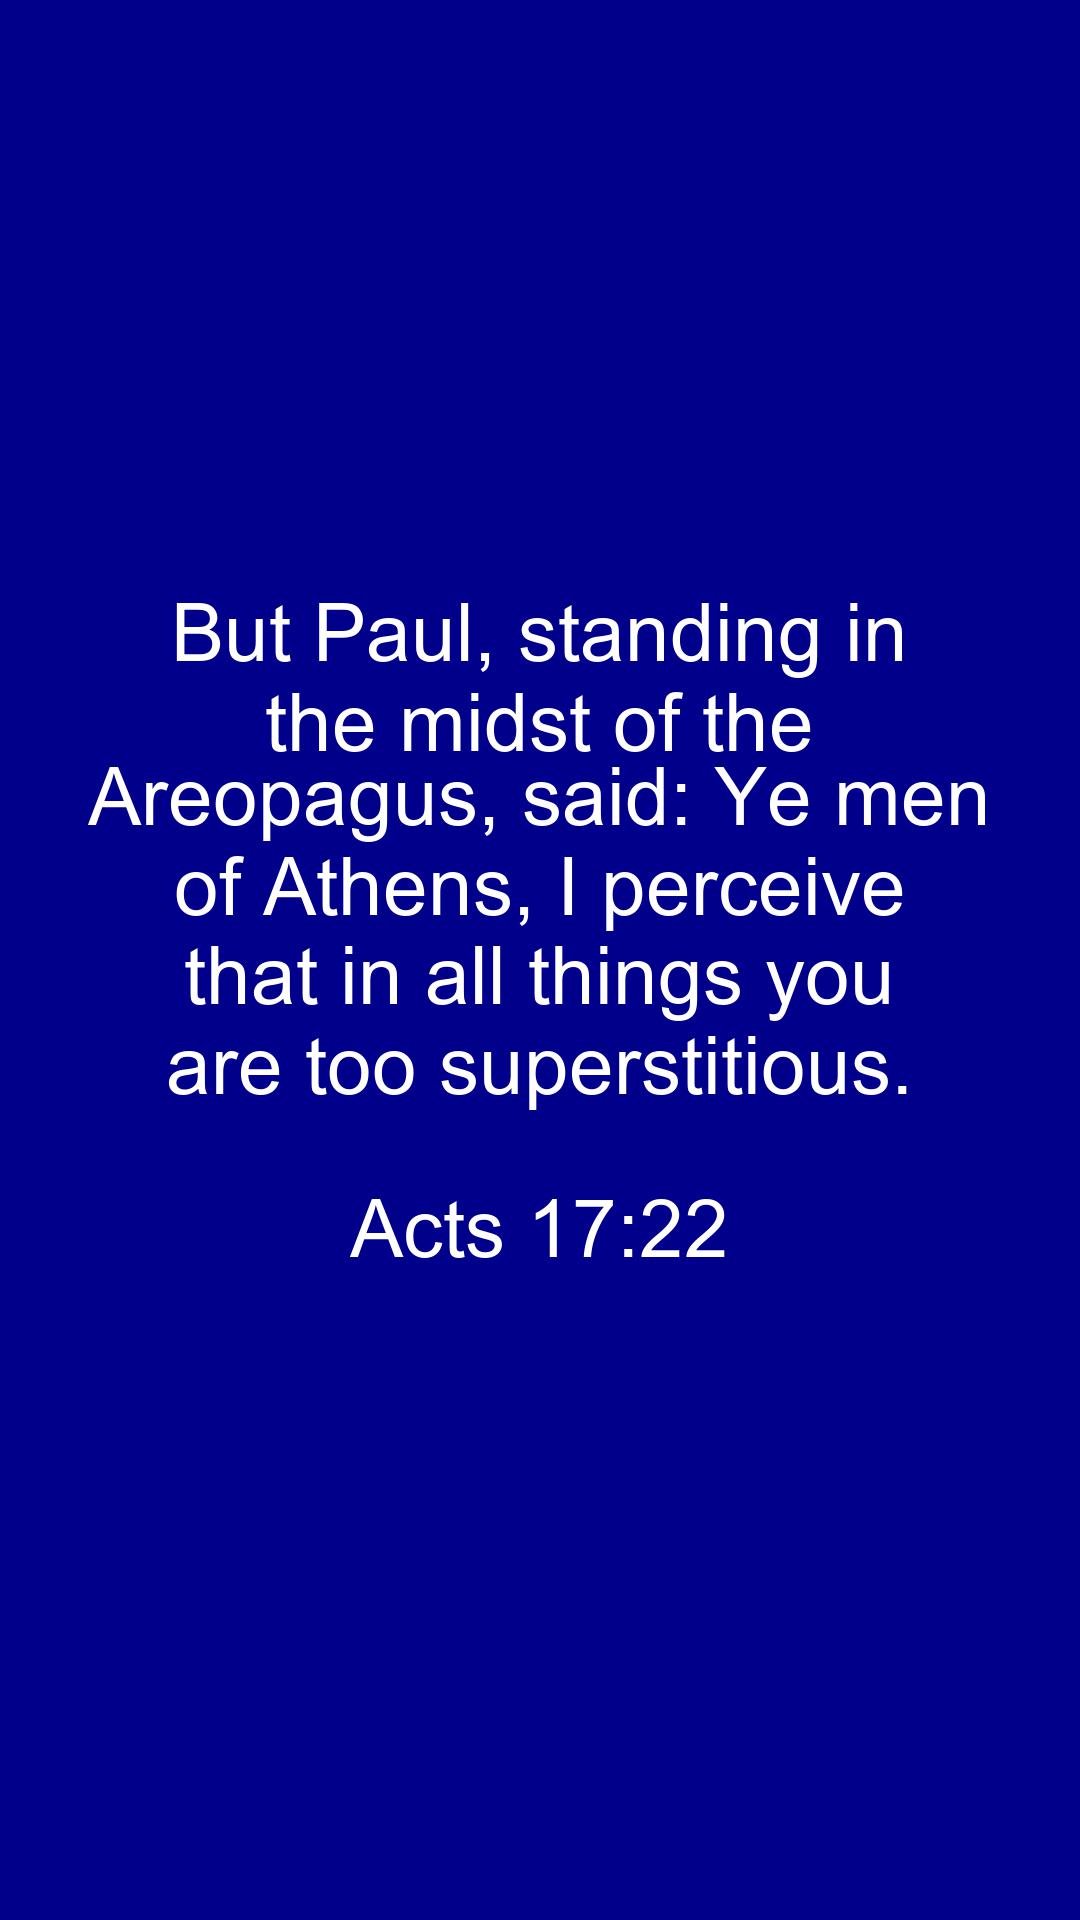 But Paul, standing in
the midst of the
Areopagus, said: Ye men
of Athens, I perceive
that in all things you
are too superstitious.
Acts 17:22